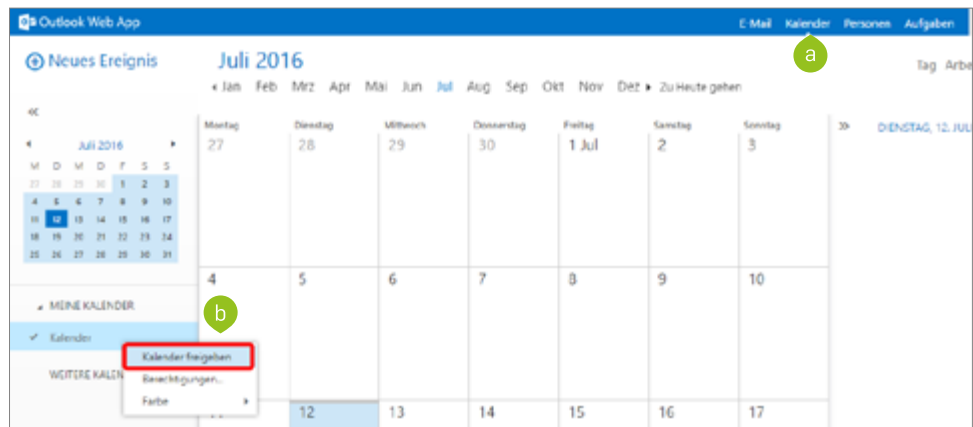 Outlook Web App E-Mail Kalender Personen Aufgaben
a
Neues Ereignis Juli 2016 Tag Arbe
Jan Feb Mrz Apr Mai Jun Jul Aug Sep Okt Nov Dez Zu Heute gehen
«
Montag Dienstag Mittwoch Donnerstag Freitag Samstag Sonntag » DIENSTAG, 12. JUL
27 28 29 30 1 Jul 2 3
Juli 2016
M D M D F S S
27 28 29 30 1 2 3
4 5 6 7 8 9 10
11 12 13 14 15 16 17
18 19 20 21 22 23 24
25 26 27 28 29 30 31
4 5 6 7 8 9 10
MEINE KALENDER
b
Kalender
Kalender freigeben
WEITERE KALEN
Berechtigungen...
Farbe
12 13 14 15 16 17